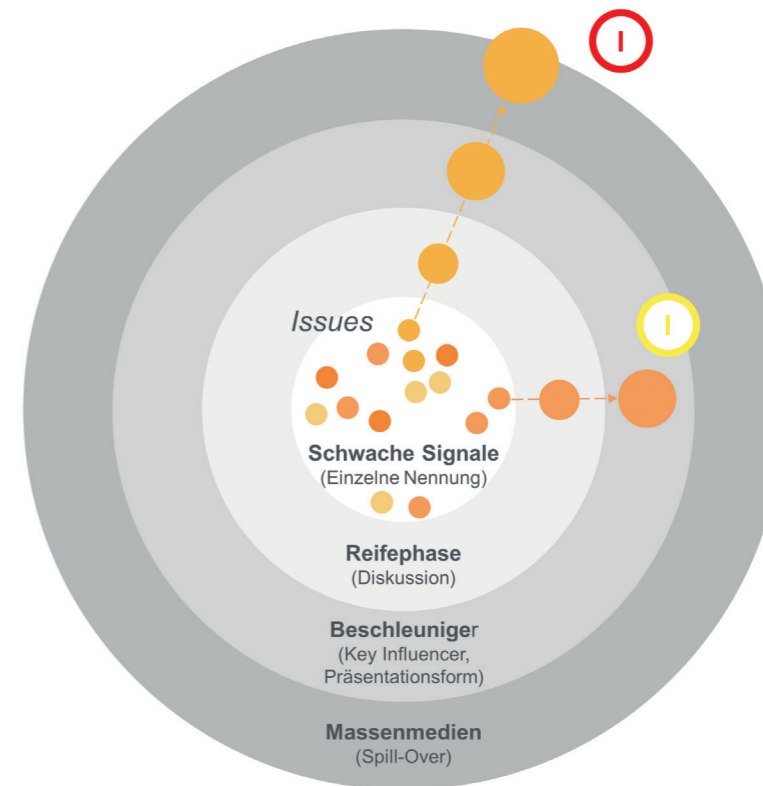 I
I
Issues
Schwache Signale
(Einzelne Nennung)
Reifephase
(Diskussion)
Beschleuniger
(Key Influencer,
Präsentationsform)
Massenmedien
(Spill-Over)